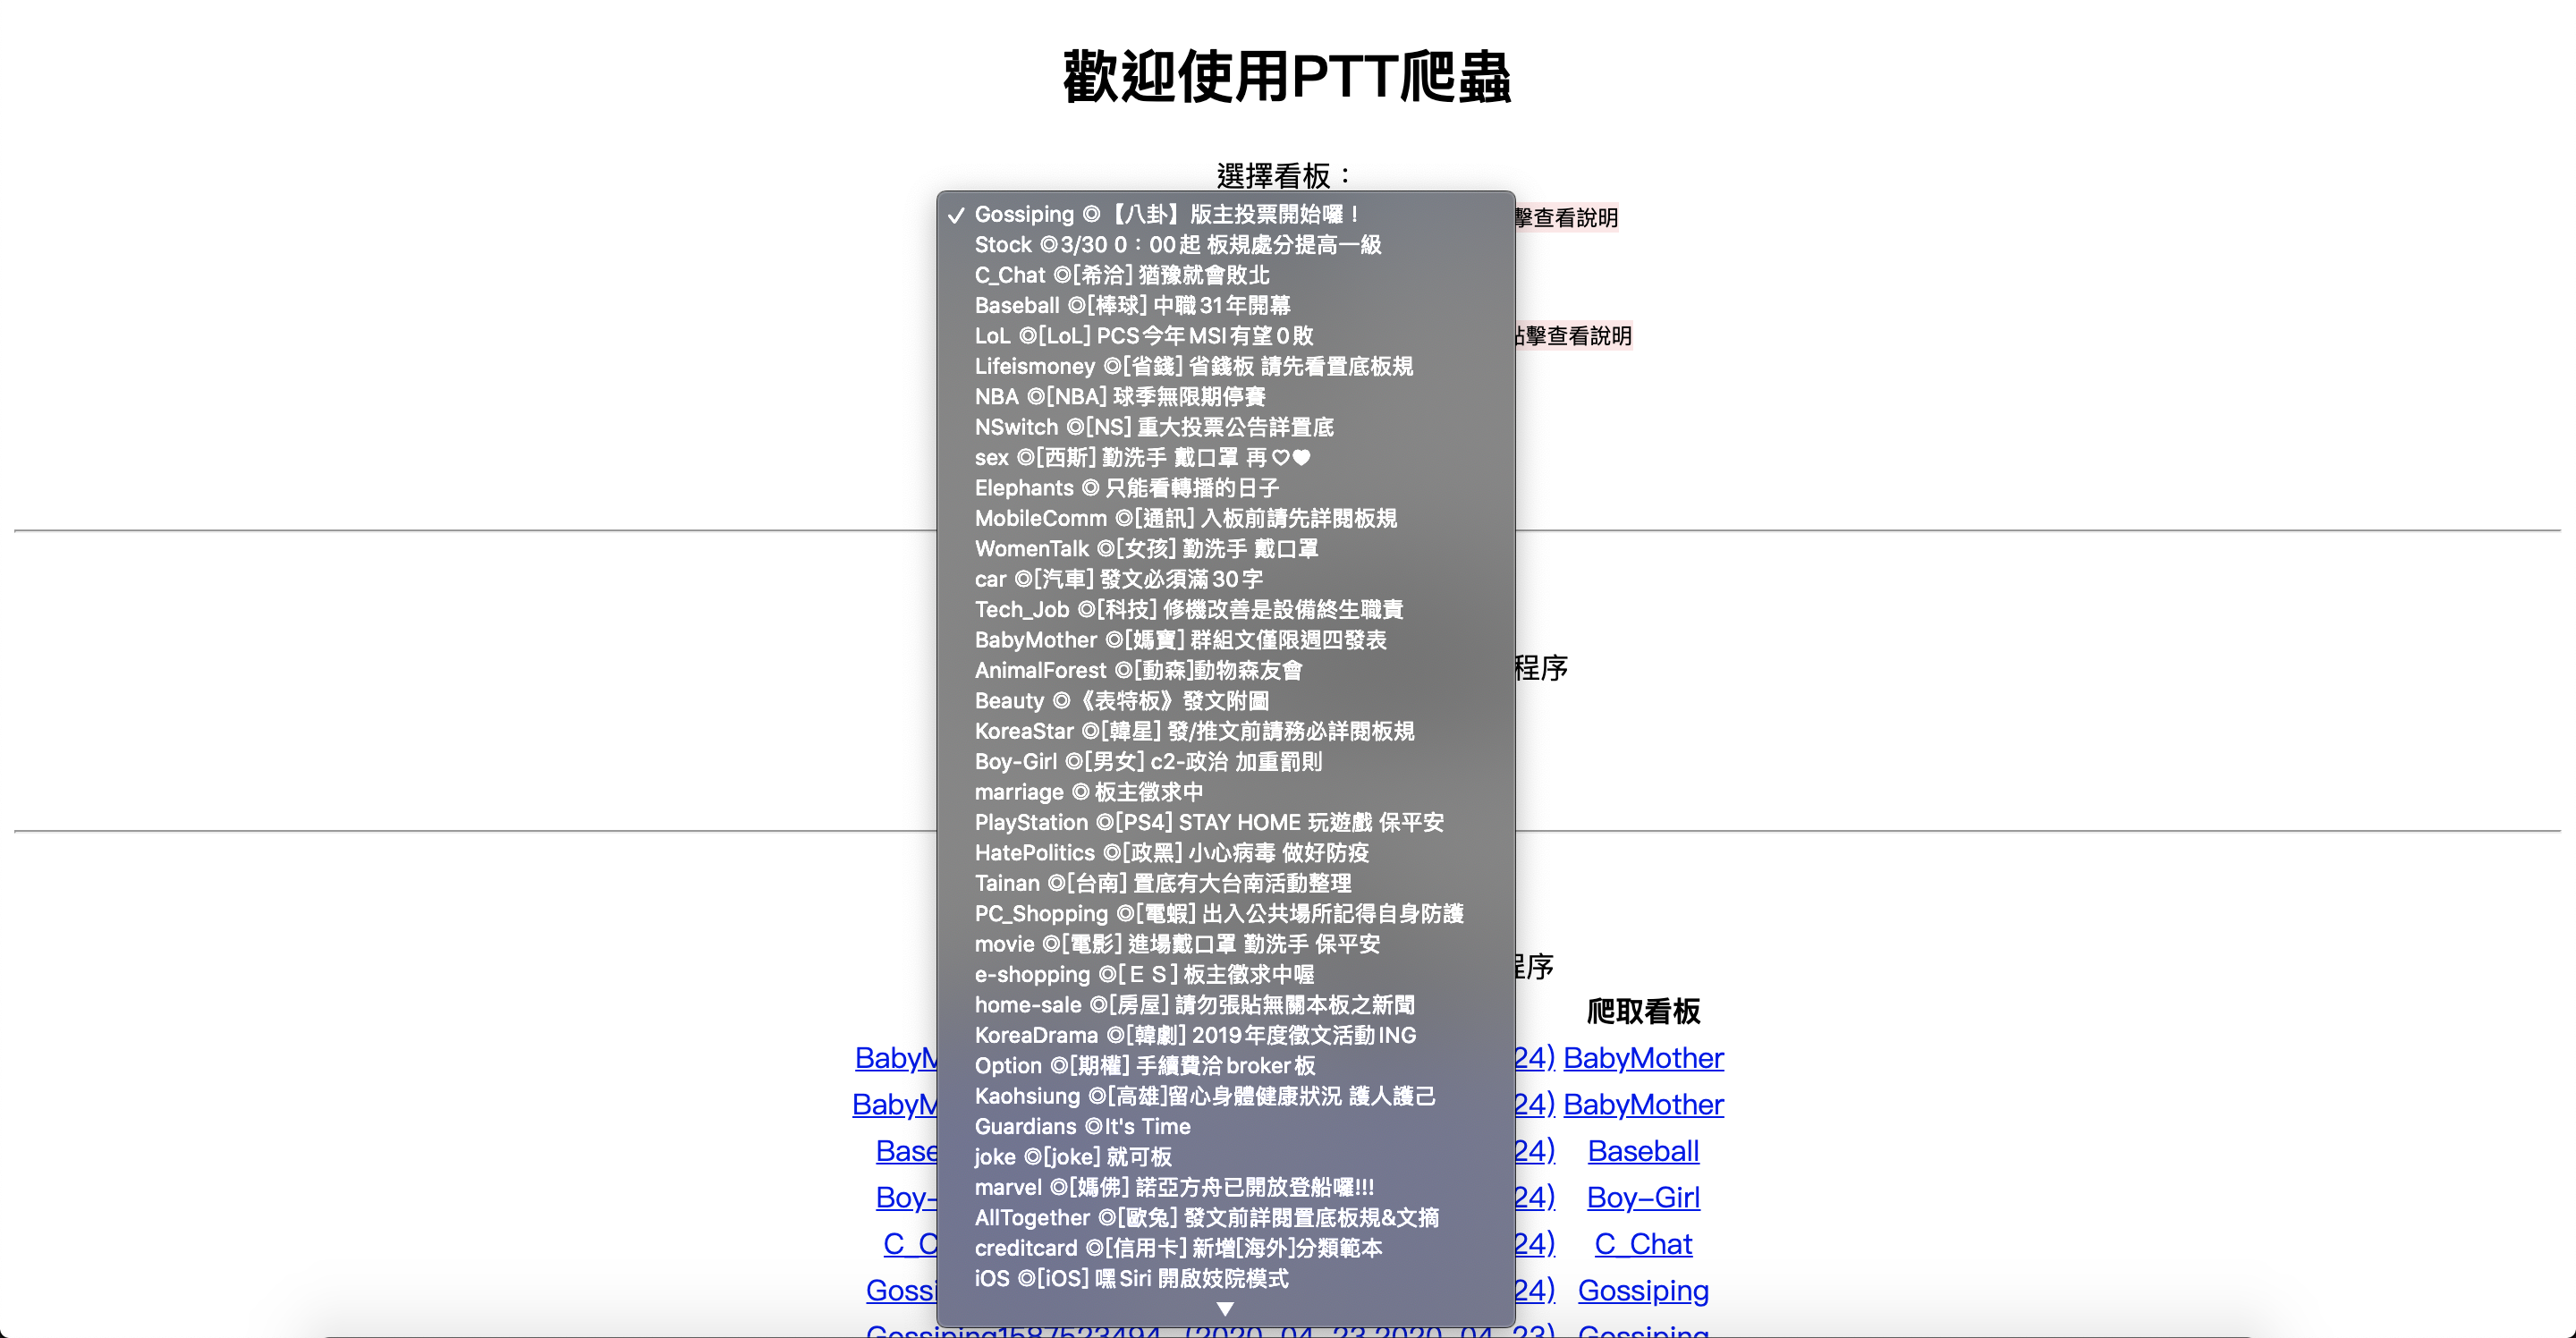 歡迎使用PTT爬蟲
選擇看板：
✓ Gossiping ◎【八卦】版主投票開始囉！
擊查看說明
Stock ◎3/30 0：00起 板規處分提高一級
C_Chat ◎[希洽] 猶豫就會敗北
Baseball ◎[棒球] 中職31年開幕
LoL ◎[LoL] PCS今年MSI有望0敗
點擊查看說明
Lifeismoney ◎[省錢] 省錢板 請先看置底板規
NBA ◎[NBA] 球季無限期停賽
NSwitch ◎[NS] 重大投票公告詳置底
sex ◎[西斯] 勤洗手 戴口罩 再♡♥
Elephants ◎ 只能看轉播的日子
MobileComm ◎[通訊] 入板前請先詳閱板規
WomenTalk ◎[女孩] 勤洗手 戴口罩
car ◎[汽車] 發文必須滿30字
Tech_Job ◎[科技] 修機改善是設備終生職責
BabyMother ◎[媽寶] 群組文僅限週四發表
AnimalForest ◎[動森]動物森友會
程序
Beauty ◎《表特板》發文附圖
KoreaStar ◎[韓星] 發/推文前請務必詳閱板規
Boy-Girl ◎[男女] c2-政治 加重罰則
marriage ◎ 板主徵求中
PlayStation ◎[PS4] STAY HOME 玩遊戲 保平安
HatePolitics ◎[政黑] 小心病毒 做好防疫
Tainan ◎[台南] 置底有大台南活動整理
PC_Shopping ◎[電蝦] 出入公共場所記得自身防護
movie ◎[電影] 進場戴口罩 勤洗手 保平安
e-shopping ◎[ＥＳ] 板主徵求中喔
程序
home-sale ◎[房屋] 請勿張貼無關本板之新聞
爬取看板
KoreaDrama ◎[韓劇] 2019年度徵文活動ING
Option ◎[期權] 手續費洽broker板
BabyM 24) BabyMother
Kaohsiung ◎[高雄]留心身體健康狀況 護人護己
BabyM 24) BabyMother
Guardians ◎It's Time
joke ◎[joke] 就可板
Base 24) Baseball
marvel ◎[媽佛] 諾亞方舟已開放登船囉!!!
Boy- 24) Boy-Girl
AllTogether ◎[歐兔] 發文前詳閱置底板規&文摘
creditcard ◎[信用卡] 新增[海外]分類範本
C_C 24) C_Chat
iOS ◎[iOS] 嘿Siri 開啟妓院模式
Gossi 24) Gossiping
Gossiping1587523494 (2020_04_23,2020_04_23) Gossiping